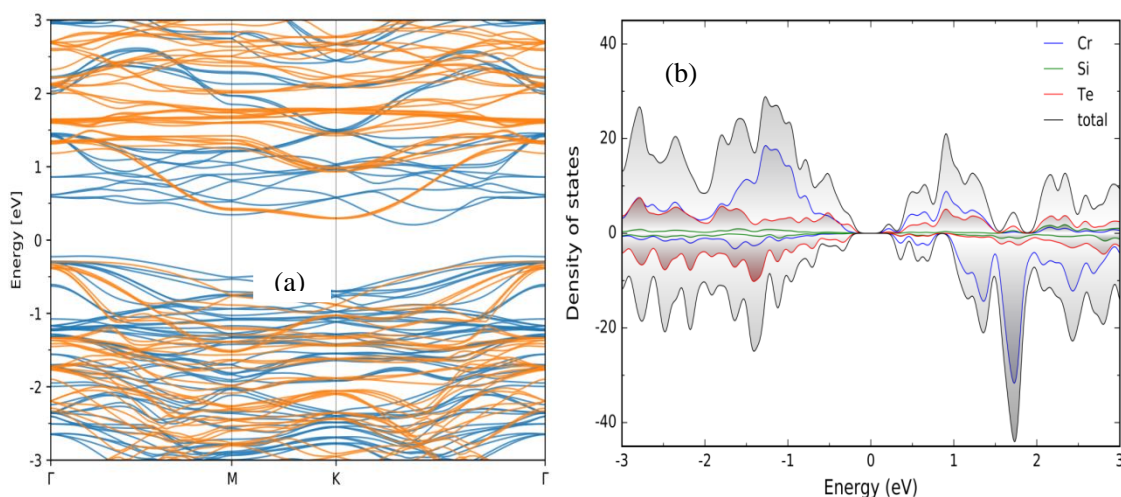 3
2
1
0
-1
-2
-3
Energy [eV]
Γ
M
K
Γ
(a)
40
20
0
-20
-40
Density of states
(b)
Cr
Si
Te
total
-3
-2
-1
0
1
2
3
Energy (eV)